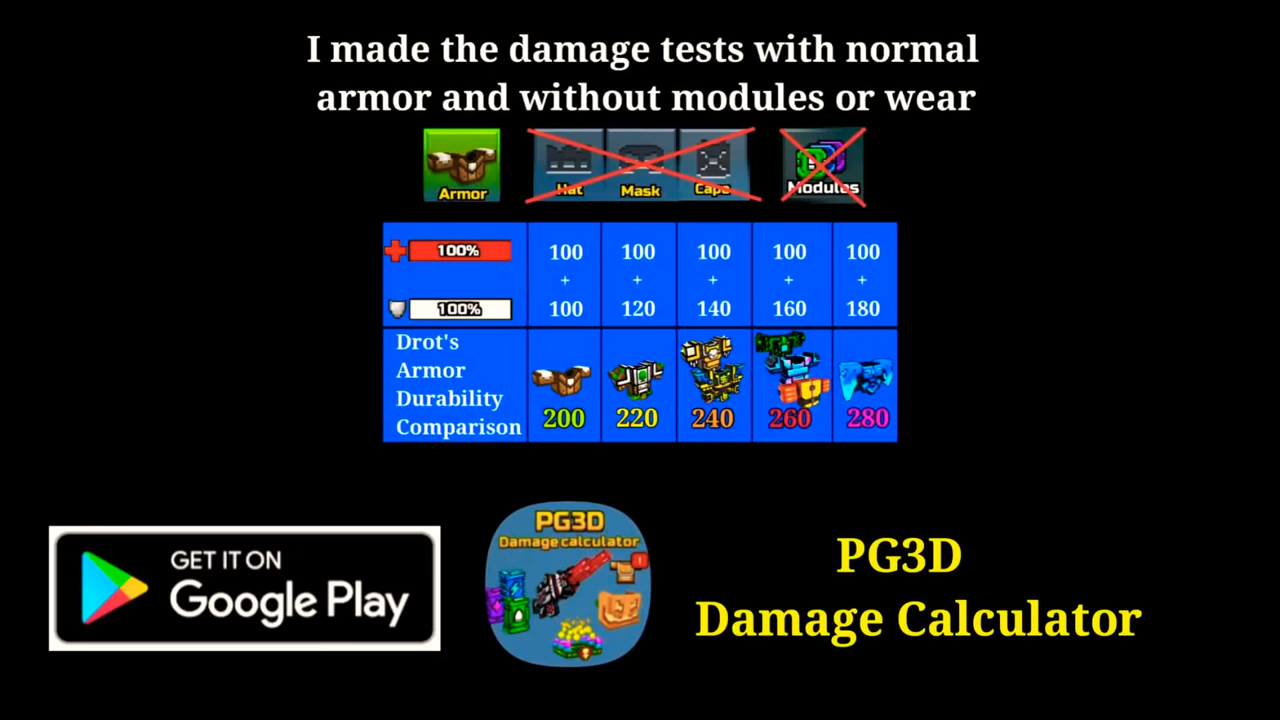 I made the damage tests with normal
armor and without modules or wear
Armor
Hat
Mask
Cape
Modules
100% 100 100 100 100 100
+ + + + +
100% 100 120 140 160 180
Drot's
Armor
Durability
Comparison
200 220 240 260 280
GET IT ON
Google Play
PG3D
Damage calculator
PG3D
Damage Calculator